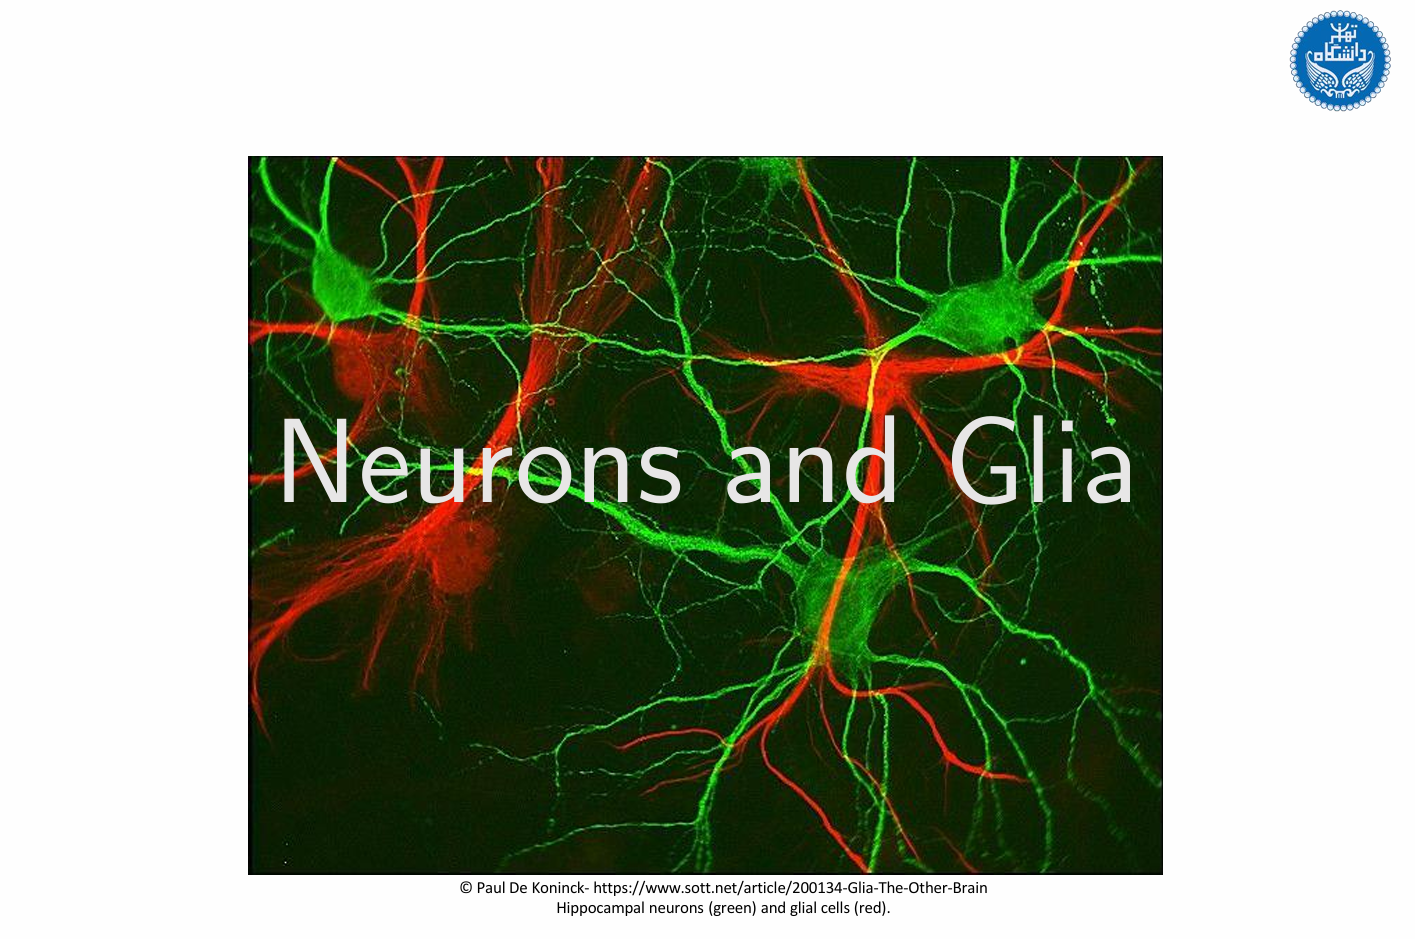 دانشگاه
تهران
Neurons and Glia
© Paul De Koninck- https://www.sott.net/article/200134-Glia-The-Other-Brain
Hippocampal neurons (green) and glial cells (red).